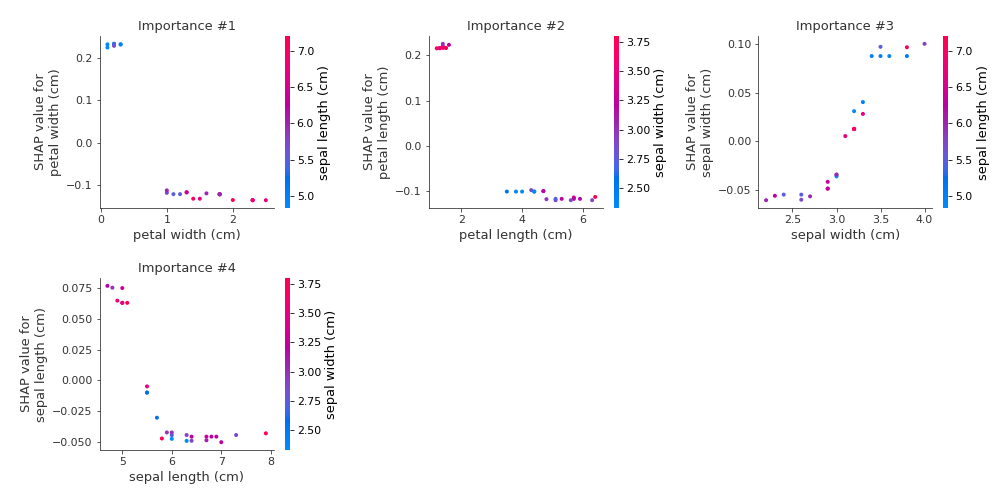 Importance #1
0.2
0.1
0.0
−0.1
0
1
2
SHAP value for
petal width (cm)
petal width (cm)
7.0
6.5
6.0
5.5
5.0
sepal length (cm)
Importance #2
0.2
0.1
0.0
−0.1
2
4
6
SHAP value for
petal length (cm)
petal length (cm)
3.75
3.50
3.25
3.00
2.75
2.50
sepal width (cm)
Importance #3
0.10
0.05
0.00
−0.05
2.5
3.0
3.5
4.0
SHAP value for
sepal width (cm)
sepal width (cm)
7.0
6.5
6.0
5.5
5.0
sepal length (cm)
Importance #4
0.075
0.050
0.025
0.000
−0.025
−0.050
5
6
7
8
SHAP value for
sepal length (cm)
sepal length (cm)
3.75
3.50
3.25
3.00
2.75
2.50
sepal width (cm)